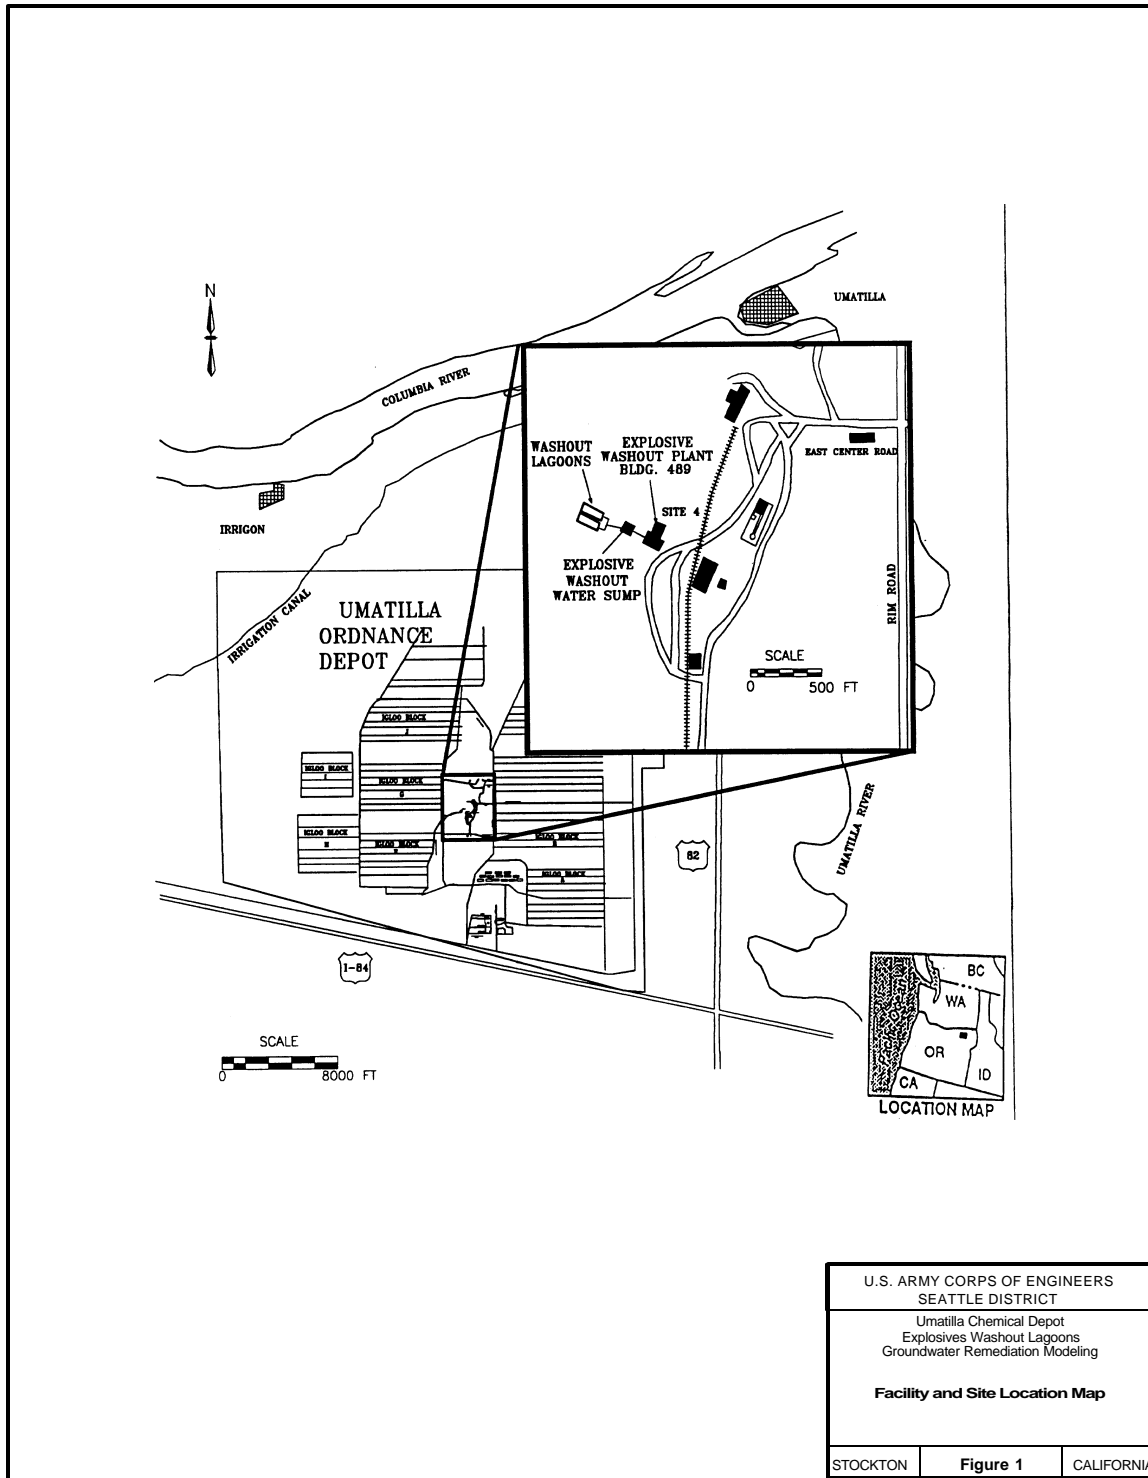 N
UMATILLA
COLUMBIA RIVER
WASHOUT
LAGOONS
EXPLOSIVE
WASHOUT PLANT
BLDG. 489
EAST CENTER ROAD
SITE 4
IRRIGON
EXPLOSIVE
WASHOUT
WATER SUMP
RIM ROAD
IRRIGATION CANAL
UMATILLA
ORDNANCE
DEPOT
SCALE
0 500 FT
IGLOO BLOCK
J
IGLOO BLOCK
I
IGLOO BLOCK
G
IGLOO BLOCK
IGLOO BLOCK
IGLOO BLOCK
IGLOO BLOCK
A
82
UMATILLA RIVER
I-84
SCALE
0 8000 FT
BC
WA
OR
ID
CA
Pacific Ocean
LOCATION MAP
U.S. ARMY CORPS OF ENGINEERS
SEATTLE DISTRICT
Umatilla Chemical Depot
Explosives Washout Lagoons
Groundwater Remediation Modeling
Facility and Site Location Map
STOCKTON Figure 1 CALIFORNIA